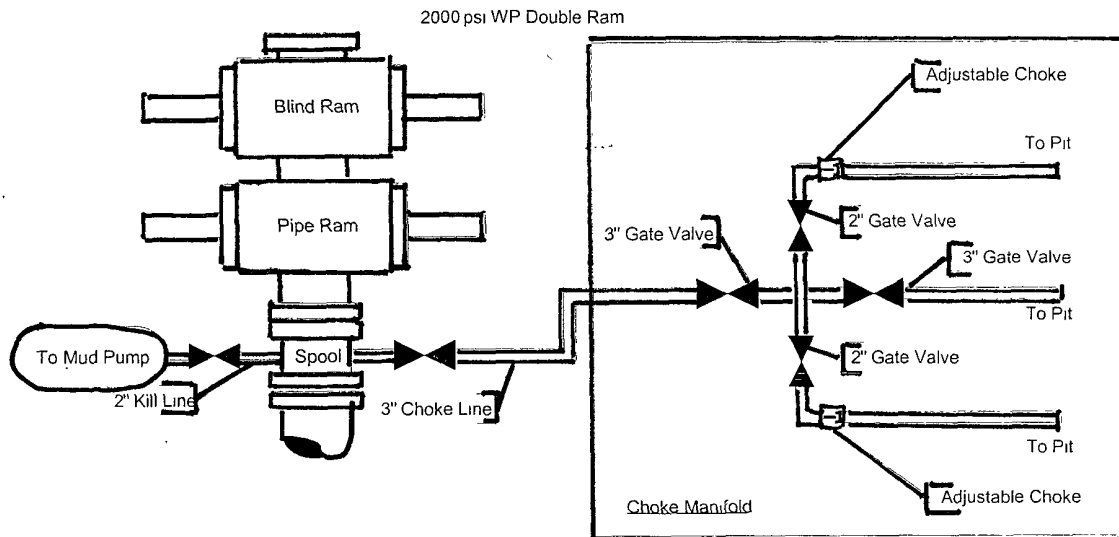 2000 psi WP Double Ram
Adjustable Choke
Blind Ram
To Pit
Pipe Ram
2" Gate Valve
3" Gate Valve
3" Gate Valve
To Pit
To Mud Pump
Spool
2" Gate Valve
2" Kill Line
3" Choke Line
To Pit
Adjustable Choke
Choke Manifold